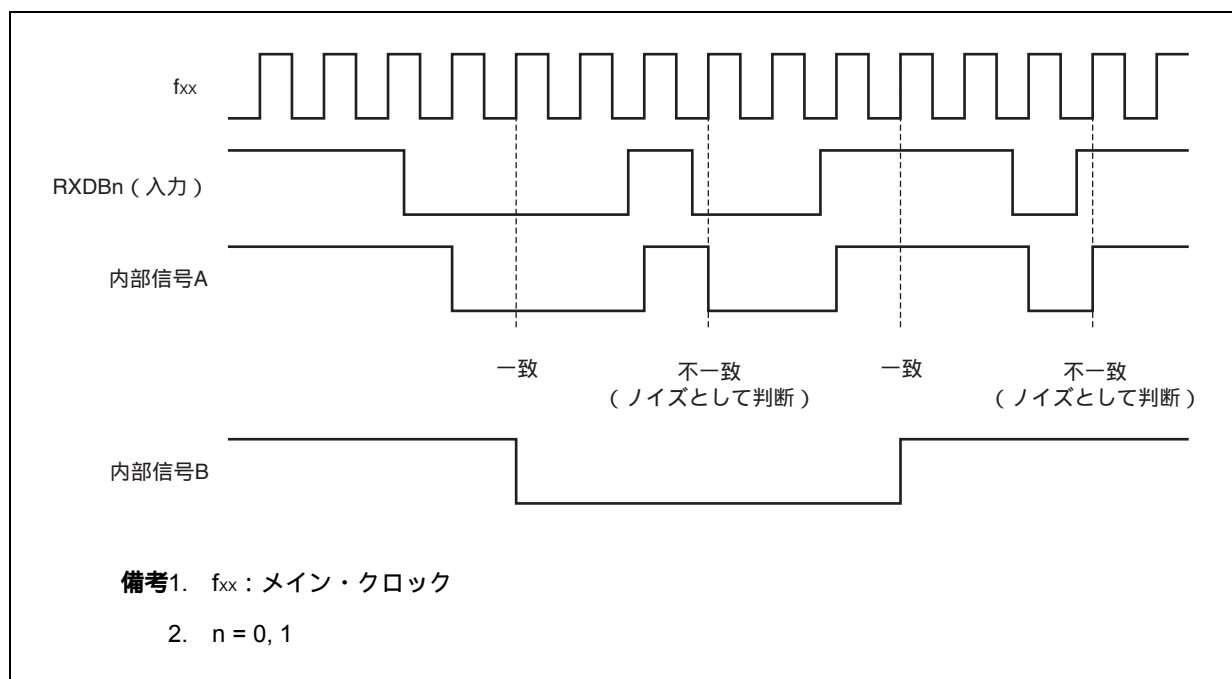 fxx
RXDBn（入力）
内部信号A
一致
不一致
（ノイズとして判断）
一致
不一致
（ノイズとして判断）
内部信号B
備考1. fxx：メイン・クロック
2. n = 0, 1